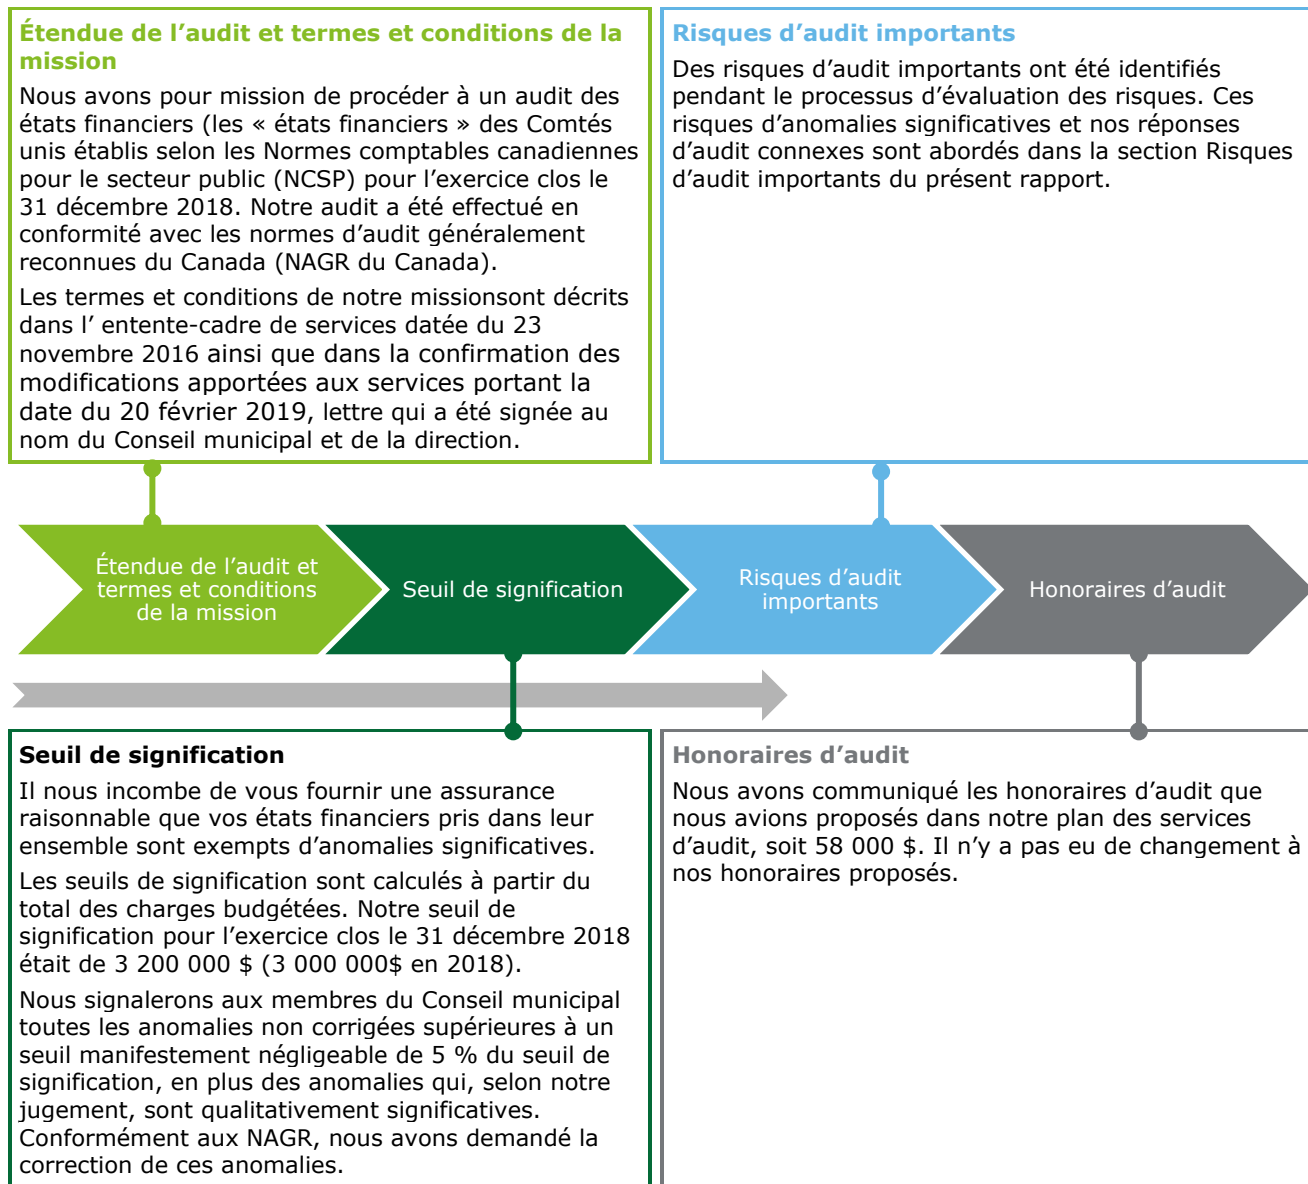 Étendue de l’audit et termes et conditions de la
mission
Nous avons pour mission de procéder à un audit des
états financiers (les « états financiers » des Comtés
unis établis selon les Normes comptables canadiennes
pour le secteur public (NCSP) pour l’exercice clos le
31 décembre 2018. Notre audit a été effectué en
conformité avec les normes d’audit généralement
reconnues du Canada (NAGR du Canada).
Les termes et conditions de notre missionsont décrits
dans l’ entente-cadre de services datée du 23
novembre 2016 ainsi que dans la confirmation des
modifications apportées aux services portant la
date du 20 février 2019, lettre qui a été signée au
nom du Conseil municipal et de la direction.
Risques d’audit importants
Des risques d’audit importants ont été identifiés
pendant le processus d’évaluation des risques. Ces
risques d’anomalies significatives et nos réponses
d’audit connexes sont abordés dans la section Risques
d’audit importants du présent rapport.
Étendue de l’audit et
termes et conditions
de la mission
Seuil de signification
Risques d’audit
importants
Honoraires d’audit
Seuil de signification
Il nous incombe de vous fournir une assurance
raisonnable que vos états financiers pris dans leur
ensemble sont exempts d’anomalies significatives.
Les seuils de signification sont calculés à partir du
total des charges budgétées. Notre seuil de
signification pour l’exercice clos le 31 décembre 2018
était de 3 200 000 $ (3 000 000$ en 2018).
Nous signalerons aux membres du Conseil municipal
toutes les anomalies non corrigées supérieures à un
seuil manifestement négligeable de 5 % du seuil de
signification, en plus des anomalies qui, selon notre
jugement, sont qualitativement significatives.
Conformément aux NAGR, nous avons demandé la
correction de ces anomalies.
Honoraires d’audit
Nous avons communiqué les honoraires d’audit que
nous avions proposés dans notre plan des services
d’audit, soit 58 000 $. Il n’y a pas eu de changement à
nos honoraires proposés.